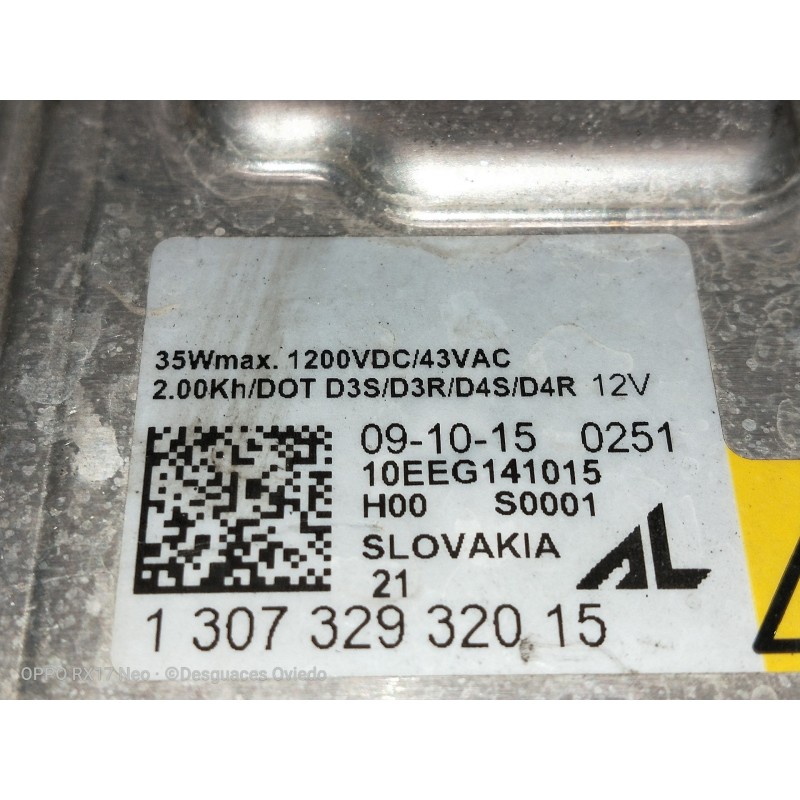 35Wmax. 1200VDC/43VAC
2.00Kh/DOT D3S/D3R/D4S/D4R 12V
09-10-15 0251
10EEG141015
H00 S0001
SLOVAKIA
21
AL
1 307 329 320 15
OPPO RX17 Neo · ©Desguaces Oviedo